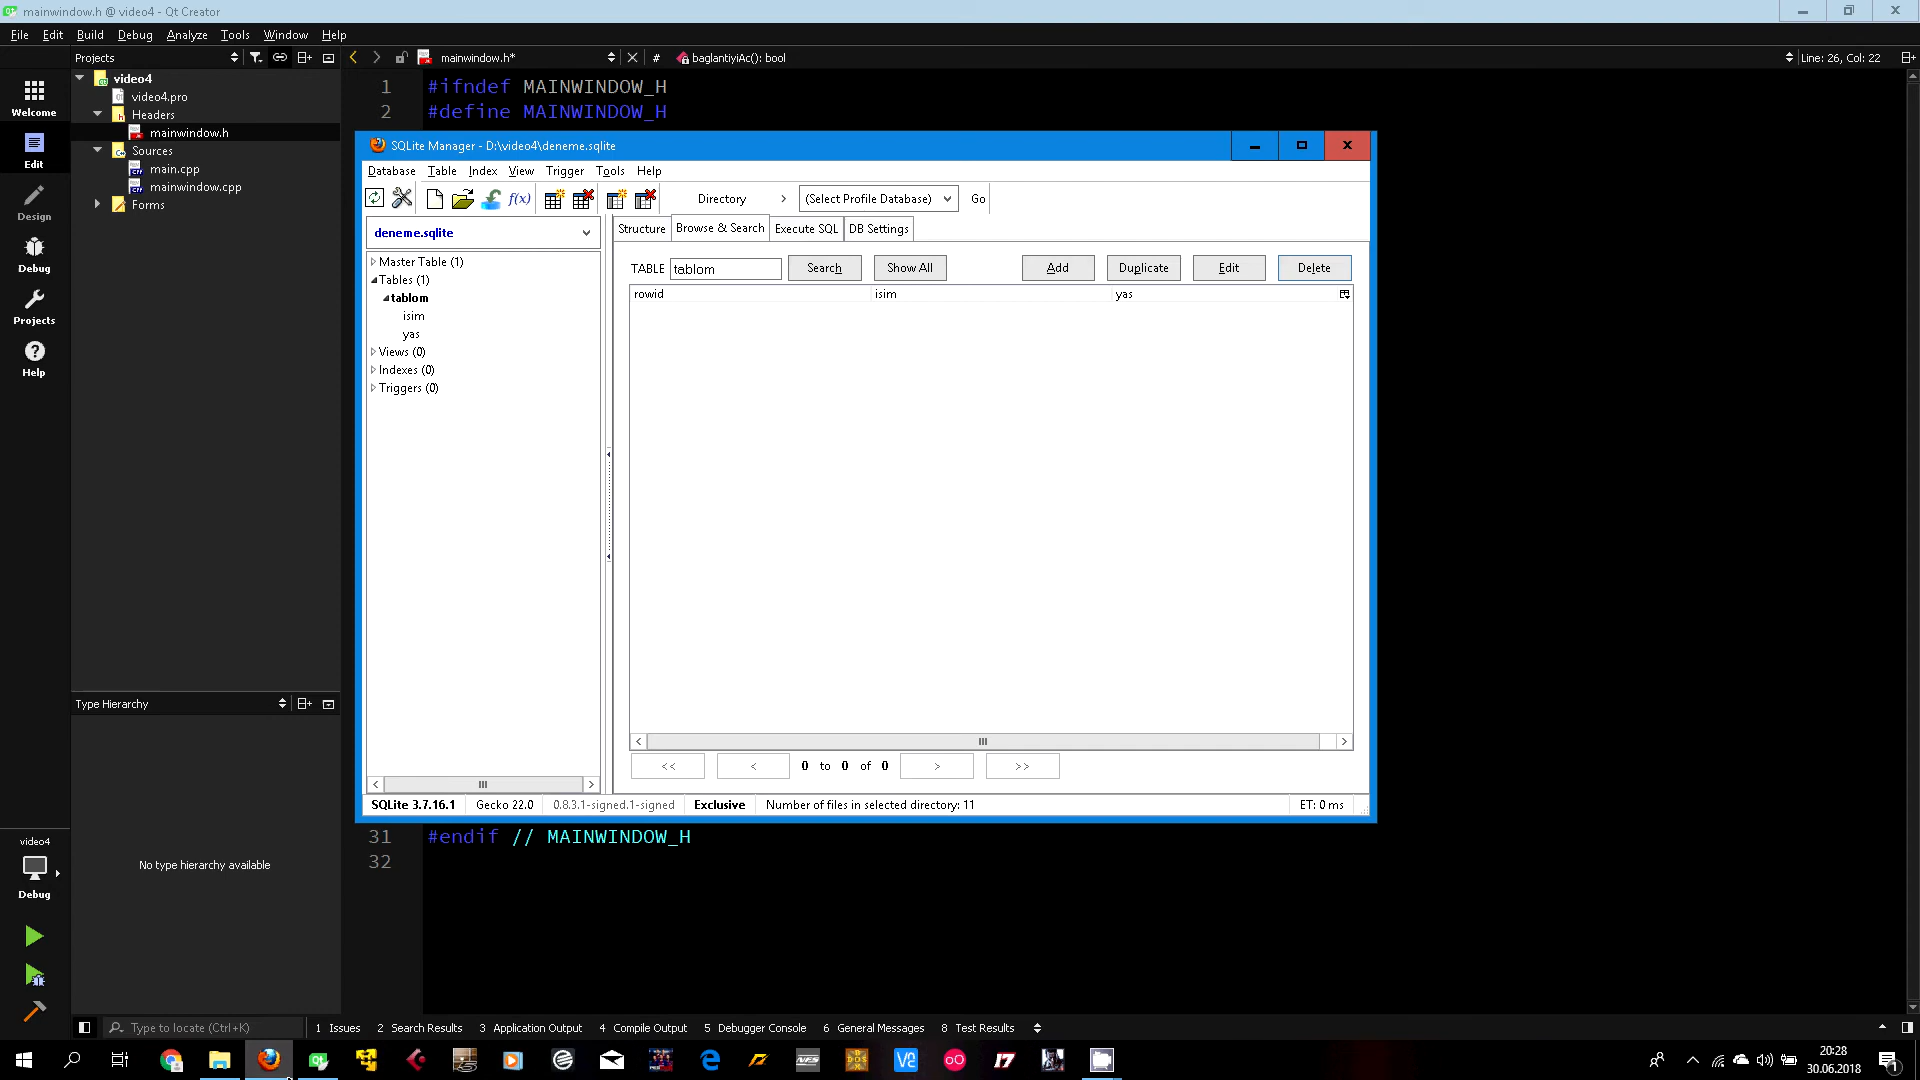 mainwindow.h @ video4 - Qt Creator
File Edit Build Debug Analyze Tools Window Help
Projects
mainwindow.h*
#
baglantiyiAc(): bool
Line: 26, Col: 22
Welcome
Edit
Design
Debug
Projects
Help
video4
video4.pro
Headers
mainwindow.h
Sources
main.cpp
mainwindow.cpp
Forms
1 #ifndef MAINWINDOW_H
2 #define MAINWINDOW_H
SQLite Manager - D:\video4\deneme.sqlite
Database Table Index View Trigger Tools Help
f(x)
Directory > (Select Profile Database) Go
deneme.sqlite
Master Table (1)
Tables (1)
tablom
isim
yas
Views (0)
Indexes (0)
Triggers (0)
Structure Browse & Search Execute SQL DB Settings
TABLE tablom Search Show All Add Duplicate Edit Delete
rowid isim yas
<< < 0 to 0 of 0 > >>
SQLite 3.7.16.1 Gecko 22.0 0.8.3.1-signed.1-signed Exclusive Number of files in selected directory: 11 ET: 0 ms
31 #endif // MAINWINDOW_H
32
Type Hierarchy
No type hierarchy available
video4
Debug
Type to locate (Ctrl+K)
1 Issues 2 Search Results 3 Application Output 4 Compile Output 5 Debugger Console 6 General Messages 8 Test Results
20:28
30.06.2018
1